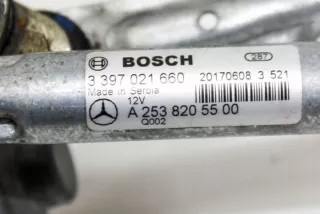 BOSCH
287
3 397 021 660
20170608 3 521
Made in Serbia
12V
A 253 820 55 00
Q002